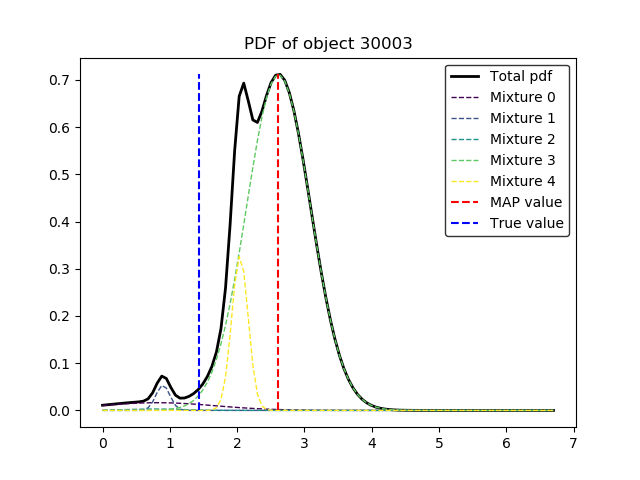 PDF of object 30003
Total pdf
Mixture 0
Mixture 1
Mixture 2
Mixture 3
Mixture 4
MAP value
True value
0.7
0.6
0.5
0.4
0.3
0.2
0.1
0.0
0 1 2 3 4 5 6 7